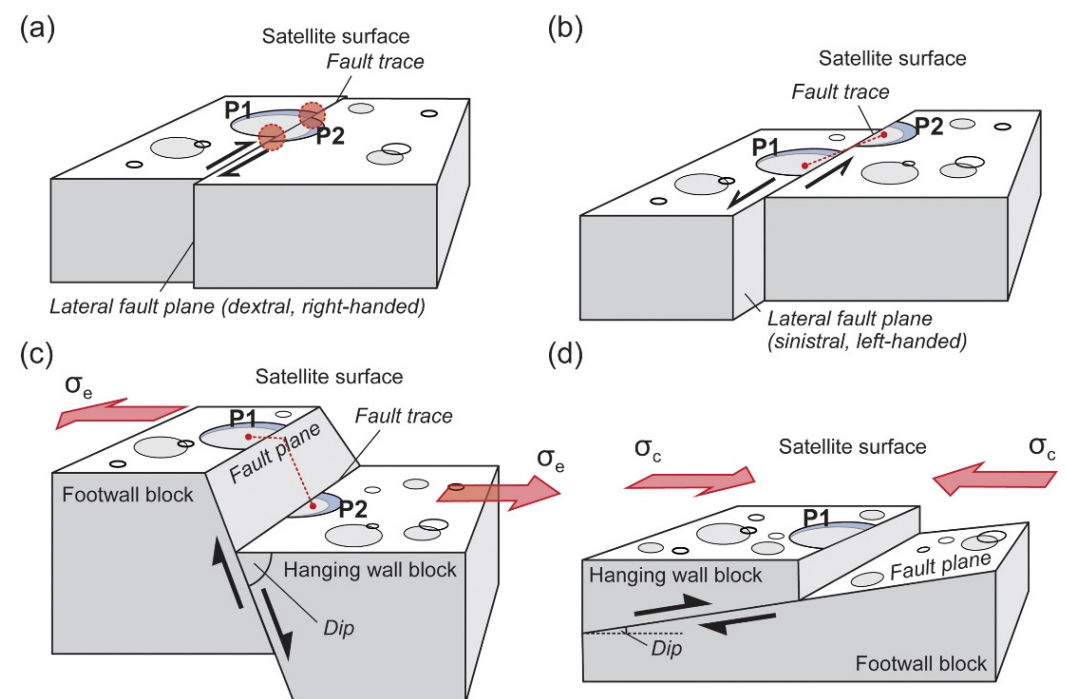 (a)
Satellite surface
Fault trace
P1
P2
Lateral fault plane (dextral, right-handed)
(b)
Satellite surface
Fault trace
P1
P2
Lateral fault plane
(sinistral, left-handed)
(c)
Satellite surface
σe
P1
Fault trace
Fault plane
σe
Footwall block
P2
Hanging wall block
Dip
(d)
Satellite surface
σc
σc
P1
Hanging wall block
Fault plane
Dip
Footwall block